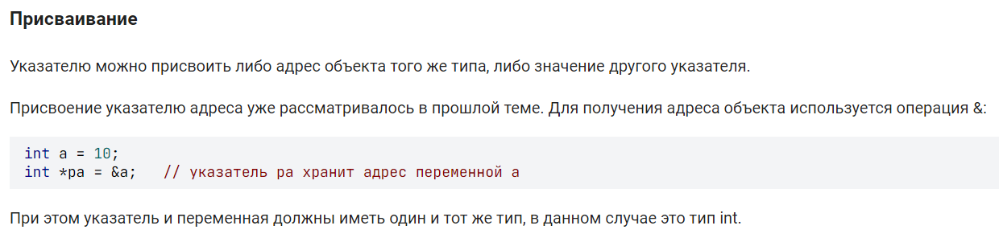 Присваивание
Указателю можно присвоить либо адрес объекта того же типа, либо значение другого указателя.
Присвоение указателю адреса уже рассматривалось в прошлой теме. Для получения адреса объекта используется операция &:
int a = 10;
int *pa = &a;   // указатель pa хранит адрес переменной a
При этом указатель и переменная должны иметь один и тот же тип, в данном случае это тип int.